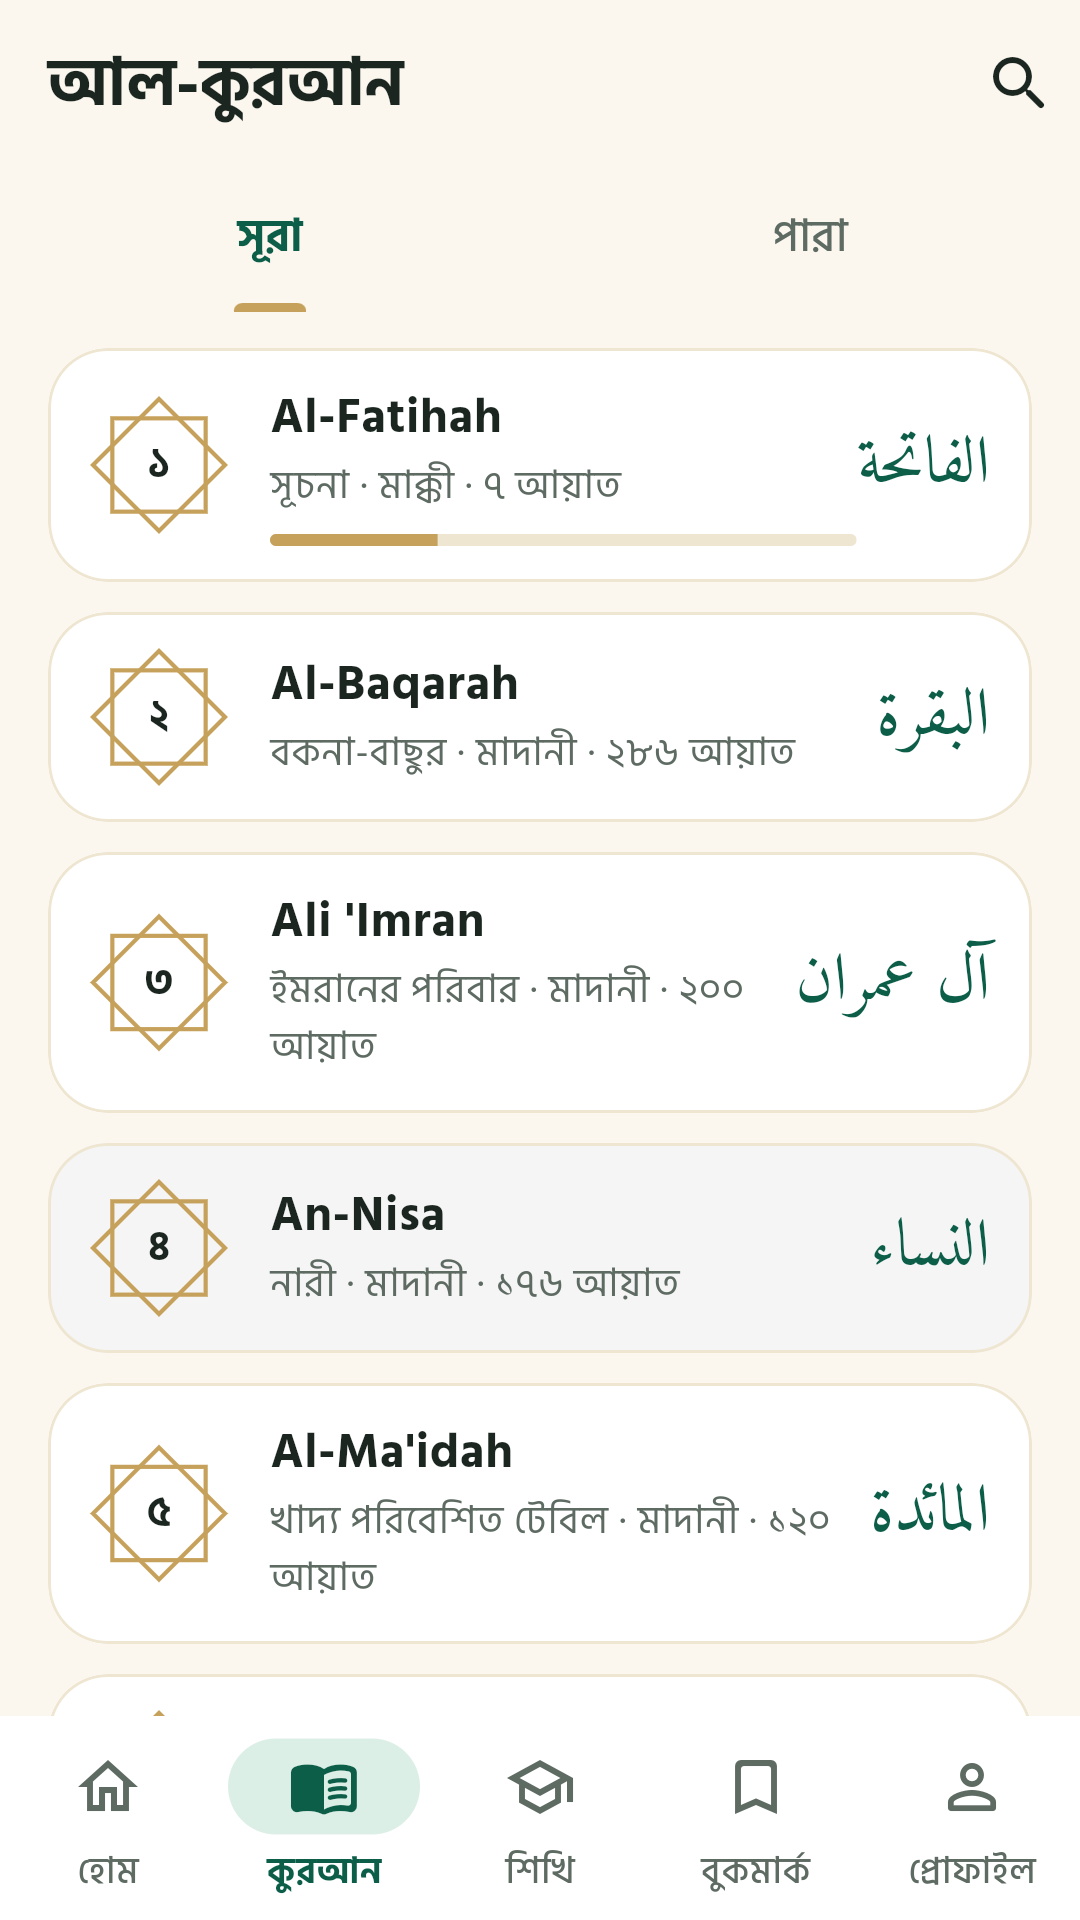 আল-কুরআন
সূরা
পারা
১
Al-Fatihah
সূচনা · মাক্কী · ৭ আয়াত
الفاتحة
২
Al-Baqarah
বকনা-বাছুর · মাদানী · ২৮৬ আয়াত
البقرة
৩
Ali 'Imran
ইমরানের পরিবার · মাদানী · ২০০
আয়াত
آل عمران
৪
An-Nisa
নারী · মাদানী · ১৭৬ আয়াত
النساء
৫
Al-Ma'idah
খাদ্য পরিবেশিত টেবিল · মাদানী · ১২০
আয়াত
المائدة
হোম
কুরআন
শিখি
বুকমার্ক
প্রোফাইল